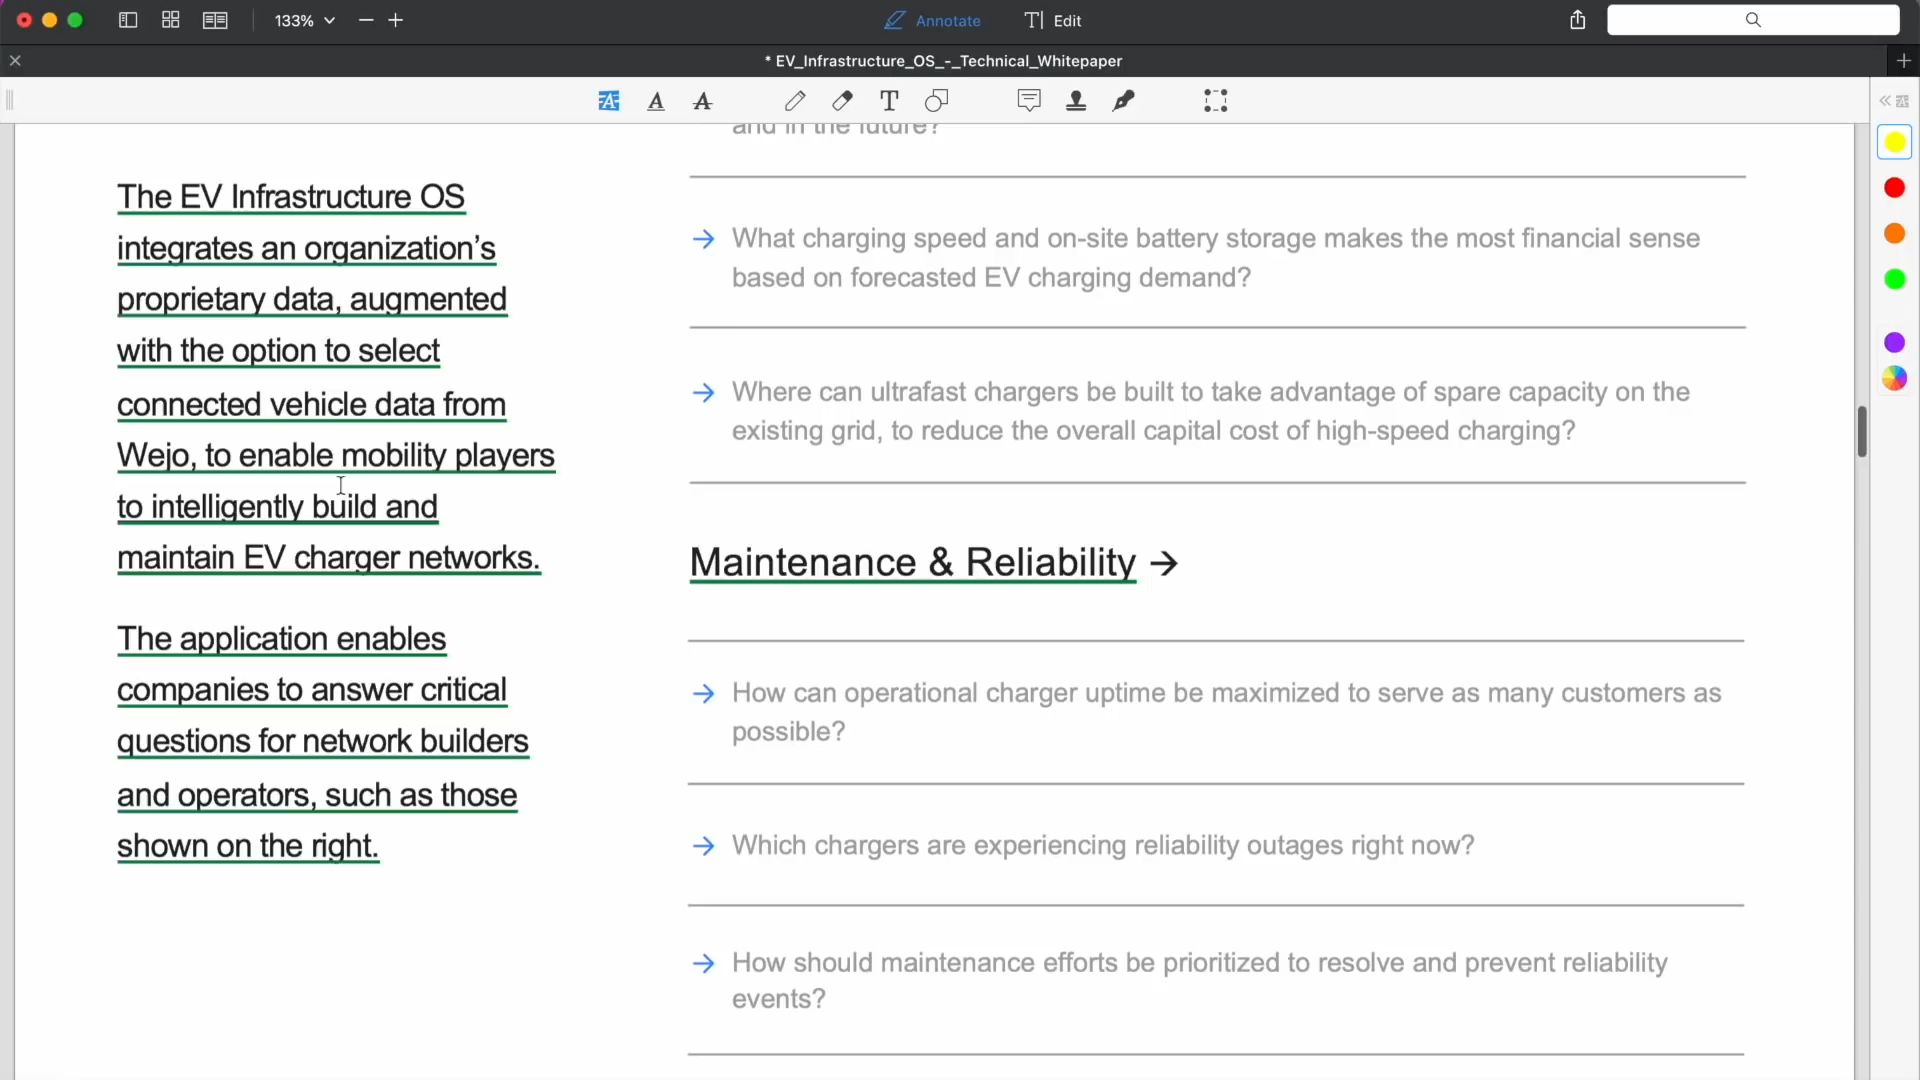 133%
Annotate
Edit
* EV_Infrastructure_OS_-_Technical_Whitepaper
The EV Infrastructure OS
integrates an organization’s
proprietary data, augmented
with the option to select
connected vehicle data from
Wejo, to enable mobility players
to intelligently build and
maintain EV charger networks.
The application enables
companies to answer critical
questions for network builders
and operators, such as those
shown on the right.
and in the future?
→ What charging speed and on-site battery storage makes the most financial sense
based on forecasted EV charging demand?
→ Where can ultrafast chargers be built to take advantage of spare capacity on the
existing grid, to reduce the overall capital cost of high-speed charging?
Maintenance & Reliability →
→ How can operational charger uptime be maximized to serve as many customers as
possible?
→ Which chargers are experiencing reliability outages right now?
→ How should maintenance efforts be prioritized to resolve and prevent reliability
events?